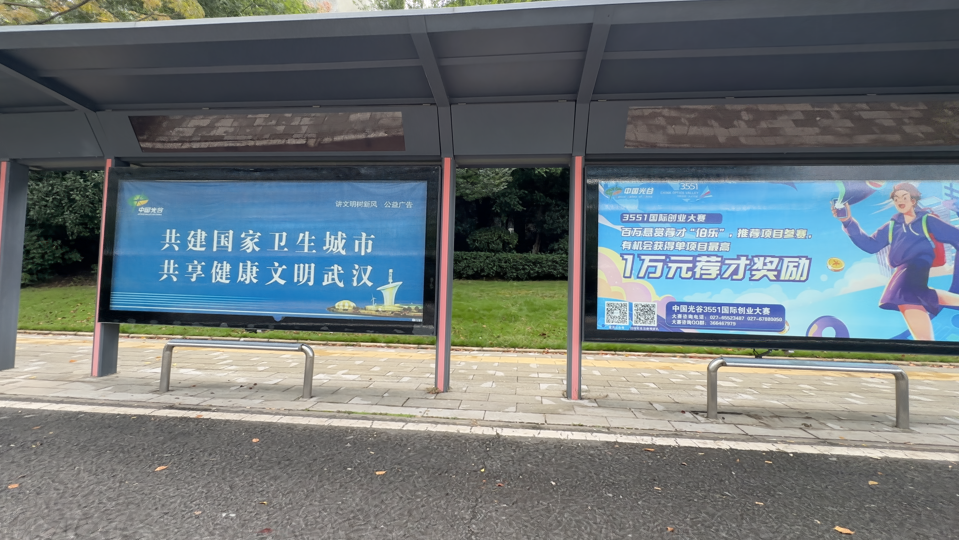 中国光谷
讲文明树新风 公益广告
共建国家卫生城市
共享健康文明武汉
中国光谷
3551
3551国际创业大赛
百万悬赏荐才“伯乐”，推荐项目参赛，
有机会获得单项目最高
1万元荐才奖励
中国光谷3551国际创业大赛